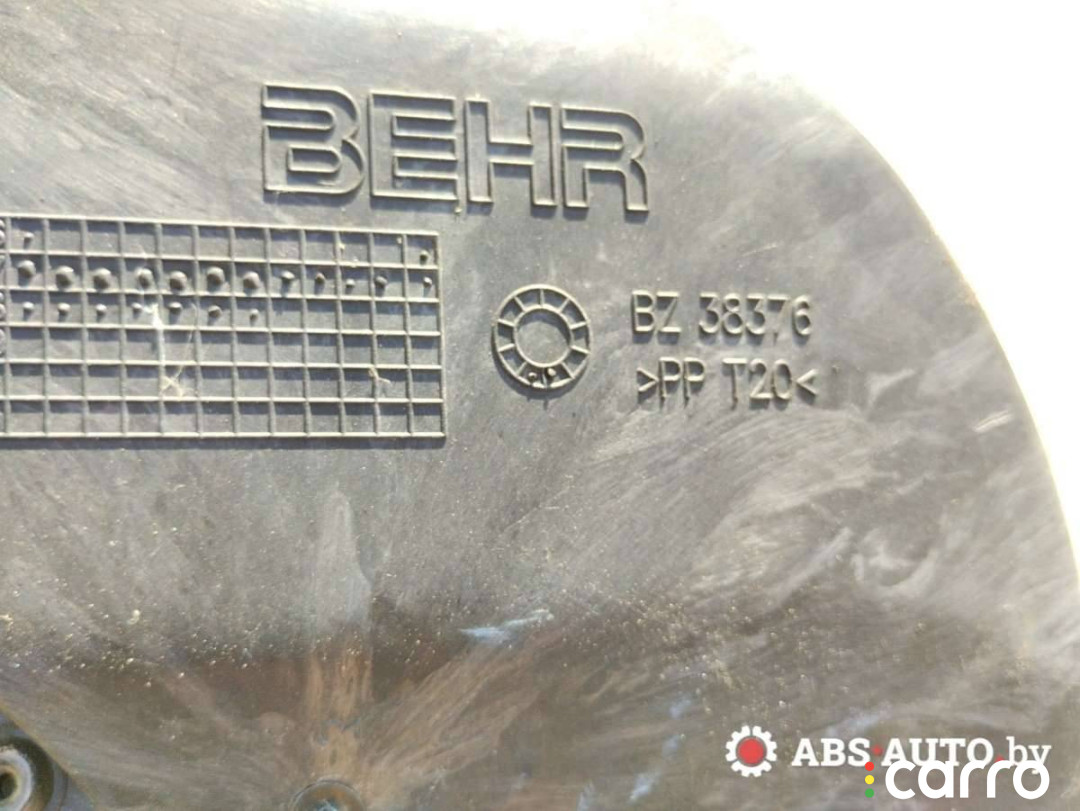 BEHR
BZ 38376
>PP T20<
ABS-AUTO.by
carro